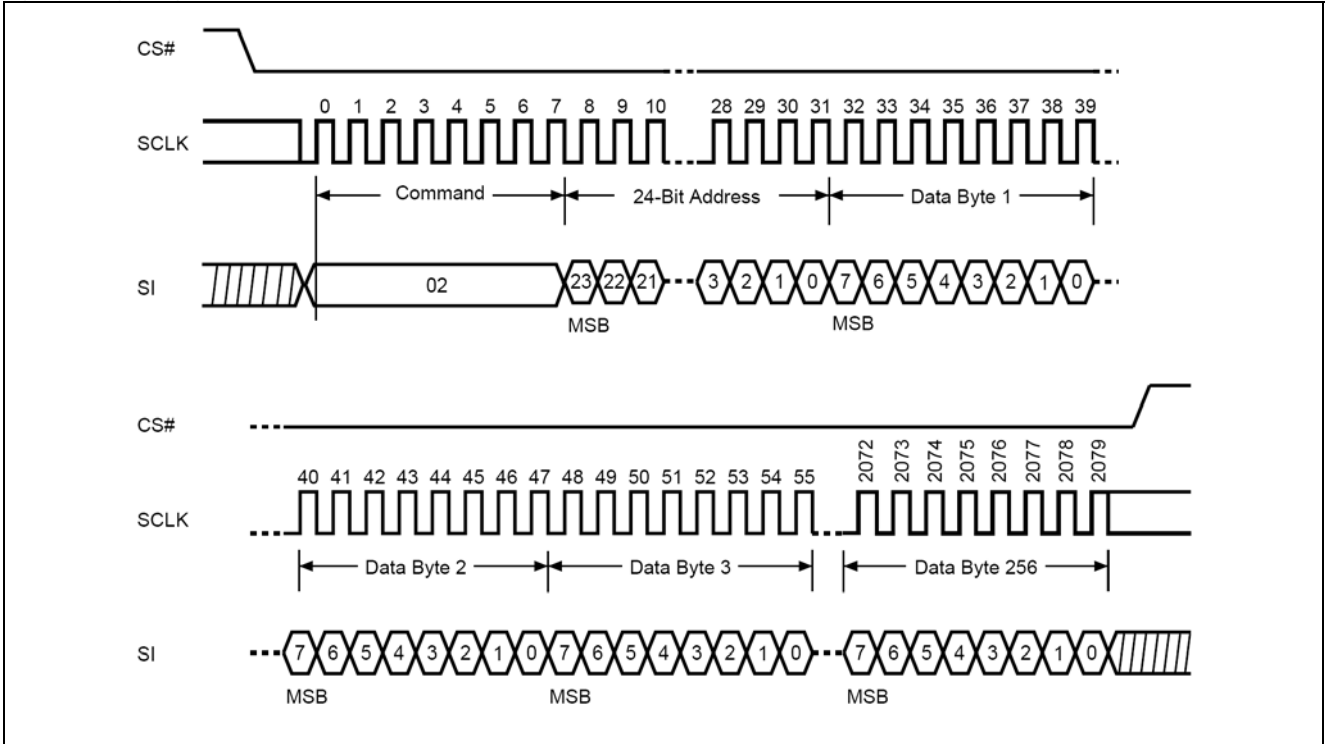 CS#
0 1 2 3 4 5 6 7 8 9 10 28 29 30 31 32 33 34 35 36 37 38 39
SCLK
Command 24-Bit Address Data Byte 1
SI 02 23 22 21 3 2 1 0 7 6 5 4 3 2 1 0
MSB MSB
CS#
40 41 42 43 44 45 46 47 48 49 50 51 52 53 54 55 2072 2073 2074 2075 2076 2077 2078 2079
SCLK
Data Byte 2 Data Byte 3 Data Byte 256
SI 7 6 5 4 3 2 1 0 7 6 5 4 3 2 1 0 7 6 5 4 3 2 1 0
MSB MSB MSB